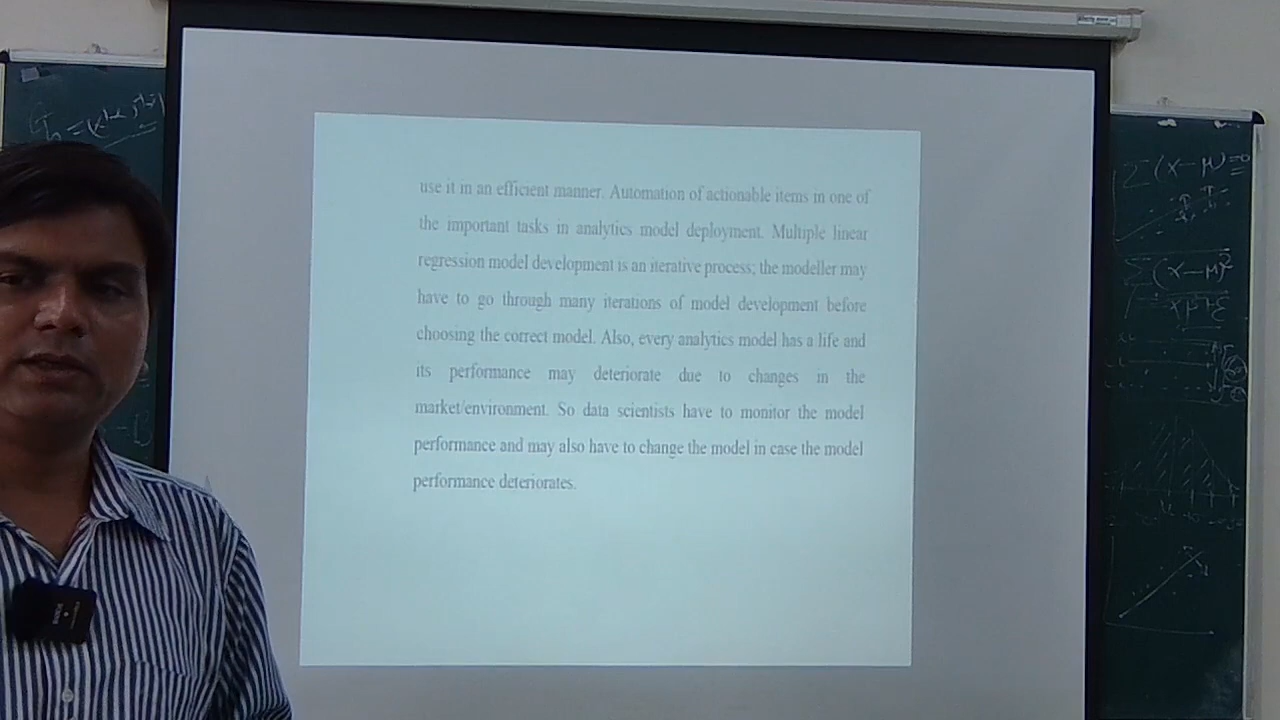 use it in an efficient manner. Automation of actionable items in one of
the important tasks in analytics model deployment. Multiple linear
regression model development is an iterative process; the modeller may
have to go through many iterations of model development before
choosing the correct model. Also, every analytics model has a life and
its performance may deteriorate due to changes in the
market/environment. So data scientists have to monitor the model
performance and may also have to change the model in case the model
performance deteriorates.
Σ(x-μ)=0
(x-μ)²